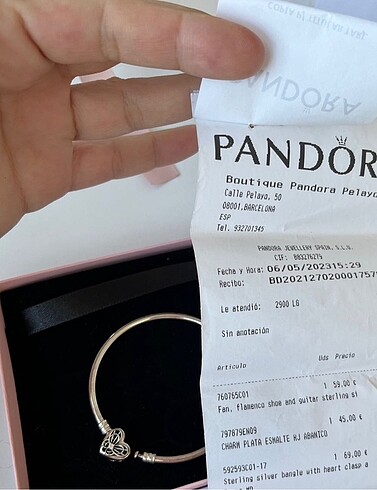 PANDORA
PANDOR
Boutique Pandora Pelayo
Calle Pelayo, 50
08001.BARCELONA
ESP
Tel. 932701345
PANDORA JEWELLERY SPAIN, S.L.U.
CIF: B83276275
Fecha y Hora: 06/05/202315:29
Recibo: BD2021270200017575
Le atendió: 2900 LG
Sin anotación
Artículo Uds Precio
760765C01 1 59.00 €
Fan, flamenco shoe and guitar sterling si
797879EN09 1 45.00 €
CHARM PLATA ESMALTE HJ ABANICO
592593C01-17 1 69.00 €
Sterling silver bangle with heart clasp a